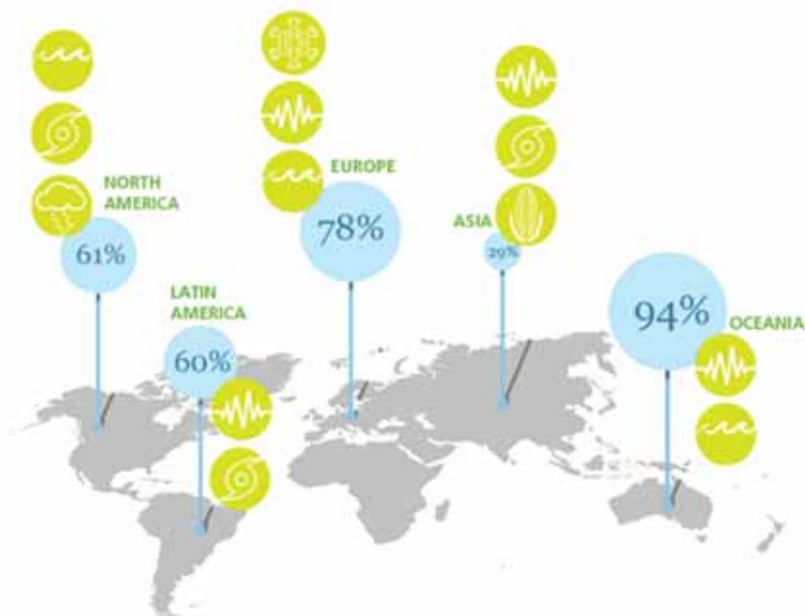 EUROPE
78%
NORTH
AMERICA
61%
ASIA
29%
LATIN
AMERICA
60%
94%
OCEANIA